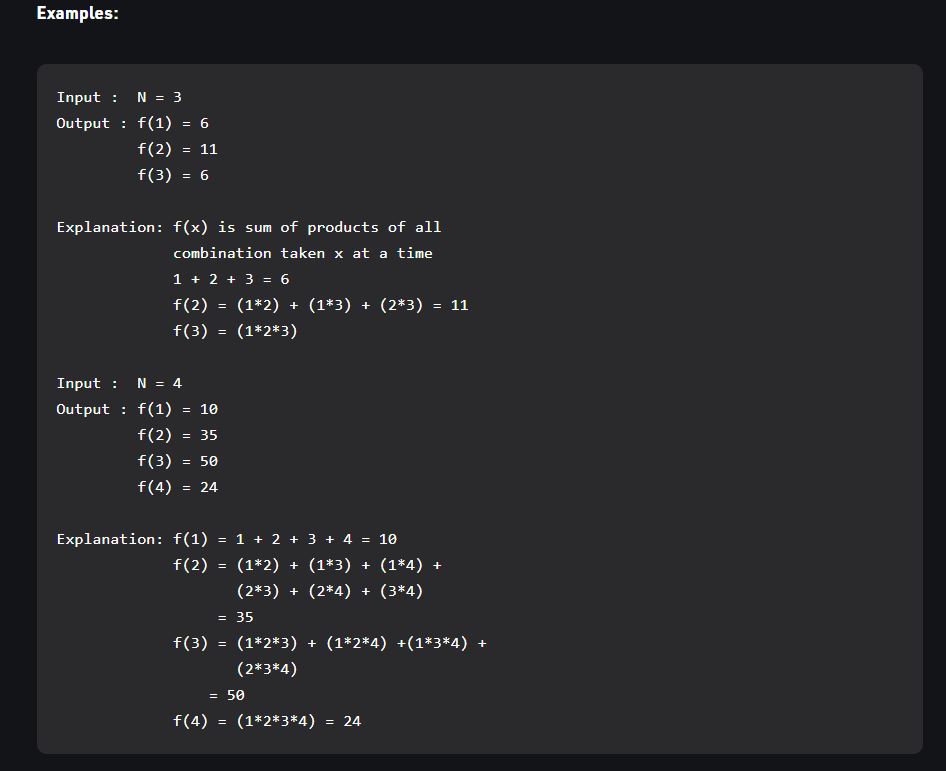 Examples:
Input :  N = 3
Output : f(1) = 6
         f(2) = 11
         f(3) = 6
Explanation: f(x) is sum of products of all
             combination taken x at a time
             1 + 2 + 3 = 6
             f(2) = (1*2) + (1*3) + (2*3) = 11
             f(3) = (1*2*3)
Input :  N = 4
Output : f(1) = 10
         f(2) = 35
         f(3) = 50
         f(4) = 24
Explanation: f(1) = 1 + 2 + 3 + 4 = 10
             f(2) = (1*2) + (1*3) + (1*4) +
                    (2*3) + (2*4) + (3*4)
                  = 35
             f(3) = (1*2*3) + (1*2*4) +(1*3*4) +
                    (2*3*4)
                 = 50
             f(4) = (1*2*3*4) = 24